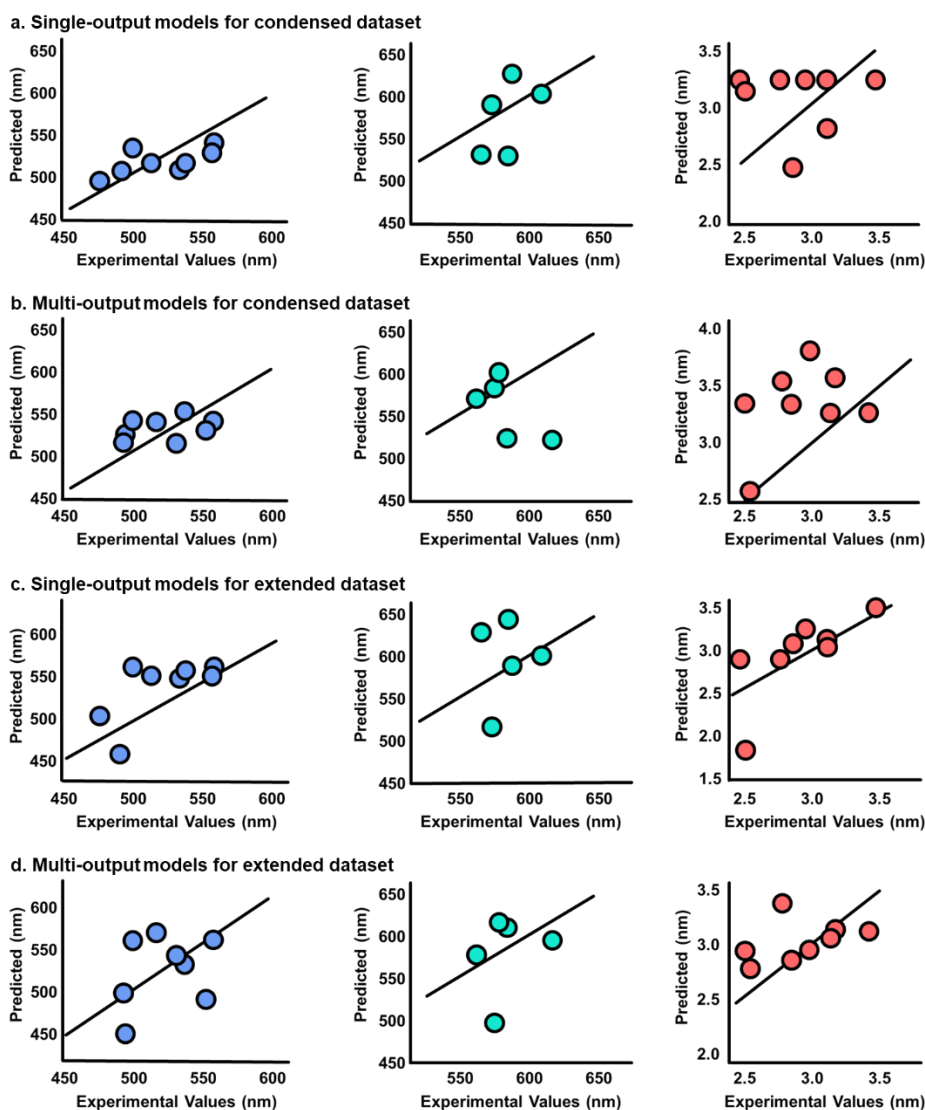 a. Single-output models for condensed dataset
Predicted (nm)
650
600
550
500
450
450 500 550 600
Experimental Values (nm)
Predicted (nm)
650
600
550
500
450
550 600 650
Experimental Values (nm)
Predicted (nm)
3.5
3.0
2.5
2.0
2.5 3.0 3.5
Experimental Values (nm)
b. Multi-output models for condensed dataset
Predicted (nm)
650
600
550
500
450
450 500 550 600
Experimental Values (nm)
Predicted (nm)
650
600
550
500
450
550 600 650
Experimental Values (nm)
Predicted (nm)
4.0
3.5
3.0
2.5
2.5 3.0 3.5
Experimental Values (nm)
c. Single-output models for extended dataset
Predicted (nm)
600
550
500
450
450 500 550 600
Experimental Values (nm)
Predicted (nm)
650
600
550
500
450
550 600 650
Experimental Values (nm)
Predicted (nm)
3.5
3.0
2.5
2.0
1.5
2.5 3.0 3.5
Experimental Values (nm)
d. Multi-output models for extended dataset
Predicted (nm)
600
550
500
450
450 500 550 600
Experimental Values (nm)
Predicted (nm)
650
600
550
500
450
550 600 650
Experimental Values (nm)
Predicted (nm)
3.5
3.0
2.5
2.0
2.5 3.0 3.5
Experimental Values (nm)